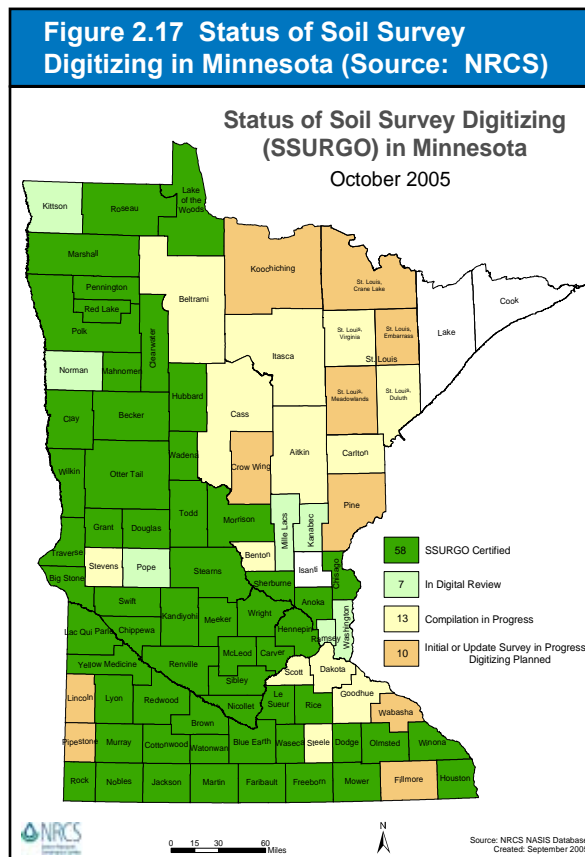 Figure 2.17 Status of Soil Survey
Digitizing in Minnesota (Source: NRCS)
Status of Soil Survey Digitizing
(SSURGO) in Minnesota
October 2005
Kittson
Roseau
Lake
of the
Woods
Marshall
Koochiching
St. Louis,
Crane Lake
Pennington
Beltrami
Cook
Lake
Red Lake
Polk
Clearwater
Itasca
St. Louis,
Virginia
St. Louis,
Embarrass
St. Louis
Norman
Mahnomen
Hubbard
Cass
St. Louis,
Meadowlands
St. Louis,
Duluth
Clay
Becker
Wadena
Crow Wing
Aitkin
Carlton
Wilkin
Otter Tail
Pine
Todd
Morrison
Mille Lacs
Kanabec
Grant
Douglas
Traverse
Stevens
Pope
Benton
Isanti
Chisago
Big Stone
Stearns
Sherburne
Swift
Anoka
Kandiyohi
Meeker
Wright
Hennepin
Ramsey
Washington
Lac Qui Parle
Chippewa
McLeod
Carver
Yellow Medicine
Renville
Scott
Dakota
Sibley
Goodhue
Lincoln
Lyon
Redwood
Nicollet
Le
Sueur
Rice
Wabasha
Brown
Pipestone
Murray
Cottonwood
Watonwan
Blue Earth
Waseca
Steele
Dodge
Olmsted
Winona
Rock
Nobles
Jackson
Martin
Faribault
Freeborn
Mower
Fillmore
Houston
58 SSURGO Certified
7 In Digital Review
13 Compilation in Progress
10 Initial or Update Survey in Progress
Digitizing Planned
NRCS
0 15 30 60
Miles
N
Source: NRCS NASIS Database
Created: September 2005